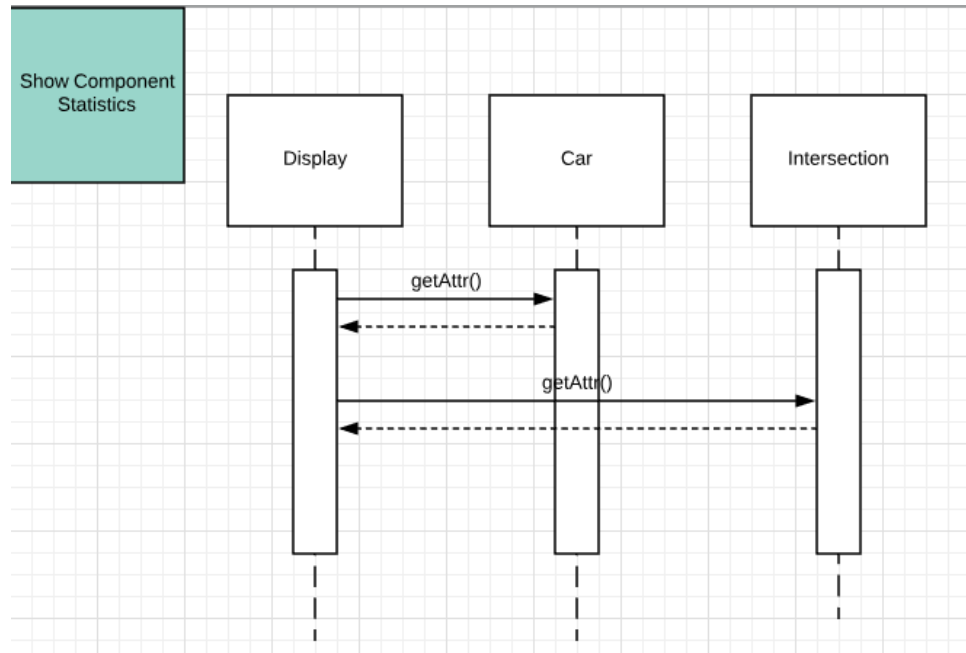 Show Component
Statistics
Display
Car
Intersection
getAttr()
getAttr()